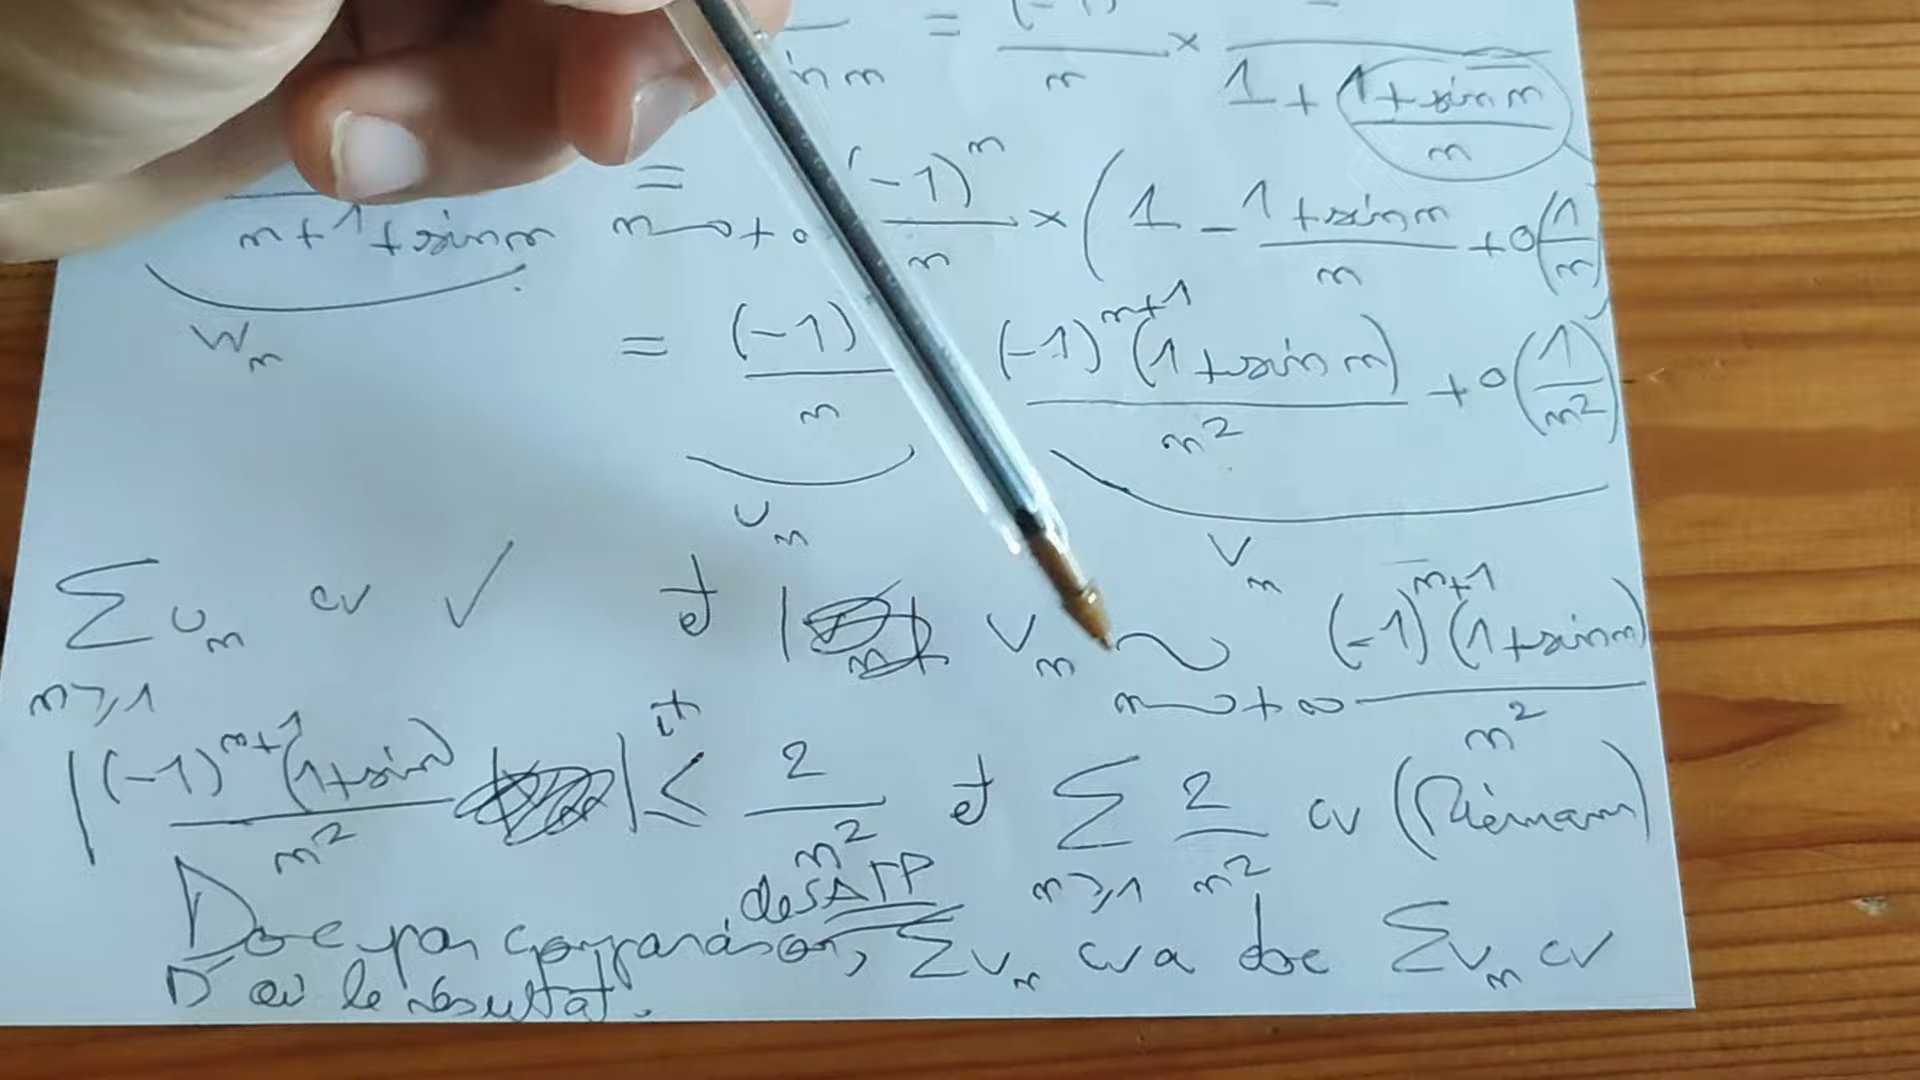 in n = (-1) / n × 1 + (1 + sin n) / n
n+1+sin n = n→+∞ (-1)^n / n × (1 - (1+sin n) / n + o(1/n)
w_n = (-1) / n (-1)^{n+1}(1+sin n) / n² + o(1/n²)
u_n v_n
∑ u_n cv ✓ et | v_n ~ (-1)^{n+1}(1+sin n) / n²
n≥1 n→+∞
|(-1)^{n+1}(1+sin) / n² | ≤ 2 / n² et ∑ 2 / n² cv (Riemann)
n≥1
des ATP
Donc par comparaison, ∑ v_n cva donc ∑ v_n cv
D'où le résultat.